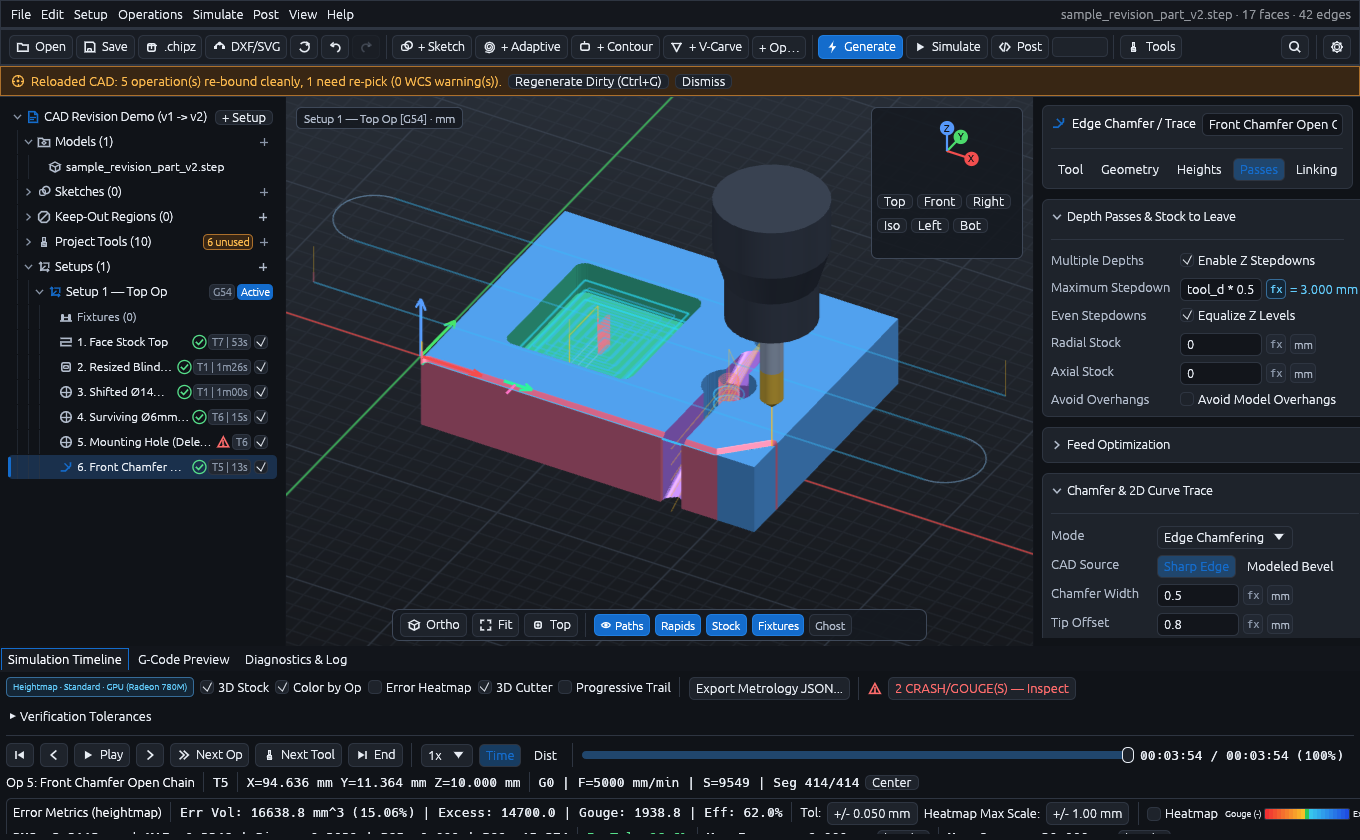 File Edit Setup Operations Simulate Post View Help sample_revision_part_v2.step · 17 faces · 42 edges
Open Save .chipz DXF/SVG + Sketch + Adaptive + Contour + V-Carve + Op... Generate Simulate Post Tools
Reloaded CAD: 5 operation(s) re-bound cleanly, 1 need re-pick (0 WCS warning(s)). Regenerate Dirty (Ctrl+G) Dismiss
CAD Revision Demo (v1 -> v2) + Setup
Models (1) +
sample_revision_part_v2.step
Sketches (0) +
Keep-Out Regions (0) +
Project Tools (10) 6 unused +
Setups (1) +
Setup 1 — Top Op G54 Active
Fixtures (0)
1. Face Stock Top T7 | 53s
2. Resized Blind... T1 | 1m26s
3. Shifted Ø14... T1 | 1m00s
4. Surviving Ø6mm... T6 | 15s
5. Mounting Hole (Dele... T6
6. Front Chamfer ... T5 | 13s
Setup 1 — Top Op [G54] · mm
Z
Y
X
Top Front Right
Iso Left Bot
Ortho Fit Top Paths Rapids Stock Fixtures Ghost
Edge Chamfer / Trace Front Chamfer Open C
Tool Geometry Heights Passes Linking
Depth Passes & Stock to Leave
Multiple Depths Enable Z Stepdowns
Maximum Stepdown tool_d * 0.5 fx = 3.000 mm
Even Stepdowns Equalize Z Levels
Radial Stock 0 fx mm
Axial Stock 0 fx mm
Avoid Overhangs Avoid Model Overhangs
Feed Optimization
Chamfer & 2D Curve Trace
Mode Edge Chamfering
CAD Source Sharp Edge Modeled Bevel
Chamfer Width 0.5 fx mm
Tip Offset 0.8 fx mm
Simulation Timeline G-Code Preview Diagnostics & Log
Heightmap · Standard · GPU (Radeon 780M) 3D Stock Color by Op Error Heatmap 3D Cutter Progressive Trail Export Metrology JSON... 2 CRASH/GOUGE(S) — Inspect
Verification Tolerances
Play Next Op Next Tool End 1x Time Dist 00:03:54 / 00:03:54 (100%)
Op 5: Front Chamfer Open Chain T5 X=94.636 mm Y=11.364 mm Z=10.000 mm G0 | F=5000 mm/min | S=9549 | Seg 414/414 Center
Error Metrics (heightmap) Err Vol: 16638.8 mm^3 (15.06%) | Excess: 14700.0 | Gouge: 1938.8 | Eff: 62.0% Tol: +/- 0.050 mm Heatmap Max Scale: +/- 1.00 mm Heatmap Gouge (-)